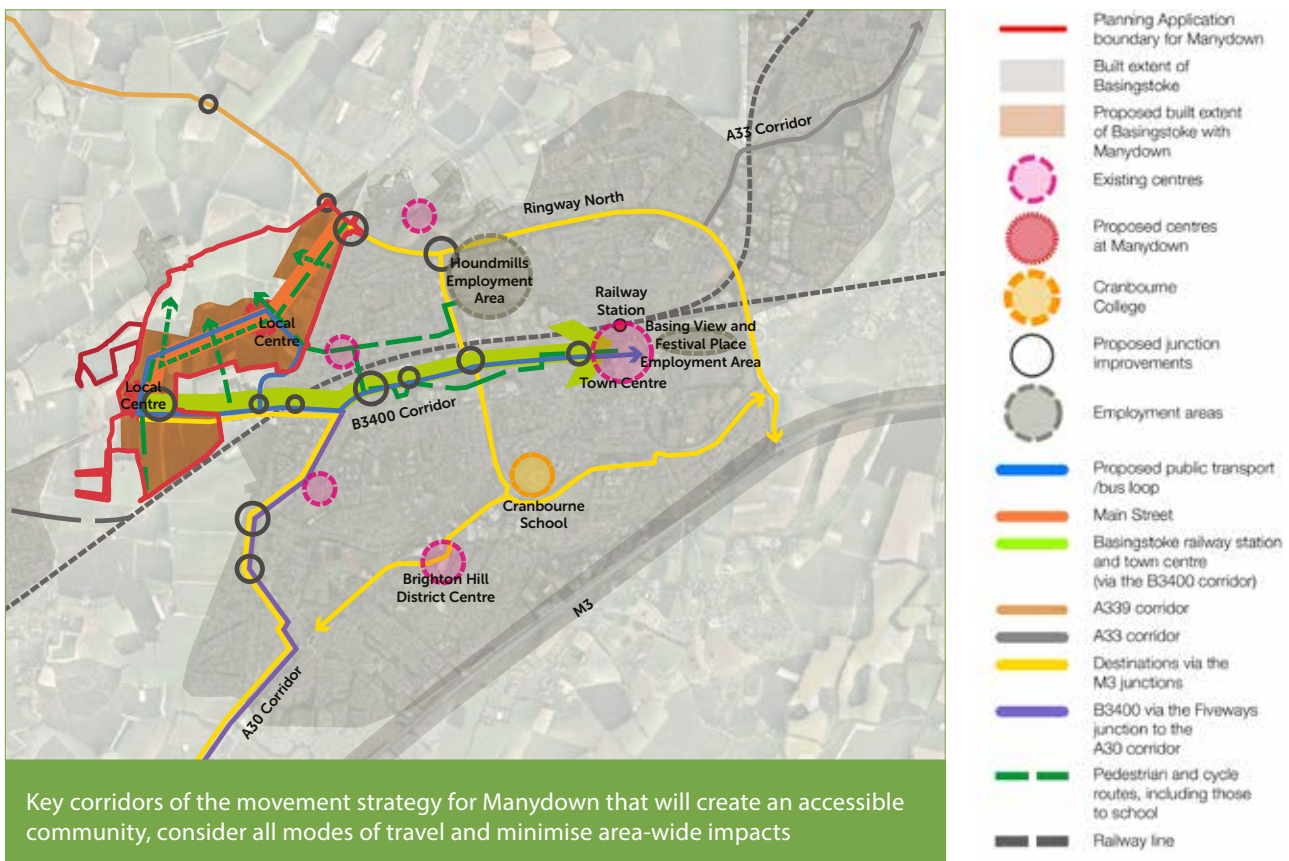 A33 Corridor
Ringway North
Houndmills
Employment
Area
Railway
Station
Basing View and
Festival Place
Employment Area
Town Centre
Local
Centre
Local
Centre
B3400 Corridor
Cranbourne
School
Brighton Hill
District Centre
M3
A30 Corridor
Key corridors of the movement strategy for Manydown that will create an accessible
community, consider all modes of travel and minimise area-wide impacts
Planning Application
boundary for Manydown
Built extent of
Basingstoke
Proposed built extent
of Basingstoke with
Manydown
Existing centres
Proposed centres
at Manydown
Cranbourne
College
Proposed junction
improvements
Employment areas
Proposed public transport
/bus loop
Main Street
Basingstoke railway station
and town centre
(via the B3400 corridor)
A339 corridor
A33 corridor
Destinations via the
M3 junctions
B3400 via the Fiveways
junction to the
A30 corridor
Pedestrian and cycle
routes, including those
to school
Railway line